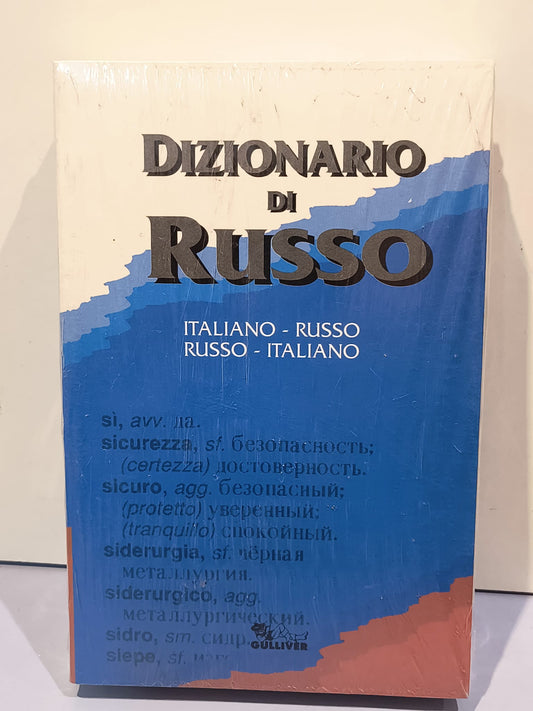 DIZIONARIO
DI
RUSSO
ITALIANO - RUSSO
RUSSO - ITALIANO
sì, avv. да.
sicurezza, sf. безопасность;
(certezza) достоверность.
sicuro, agg. безопасный;
(protetto) уверенный;
(tranquillo) спокойный.
siderurgia, sf. чёрная
металлургия.
siderurgico, agg.
металлургический.
sidro, sm. сидр.
siepe, sf.
GULLIVER